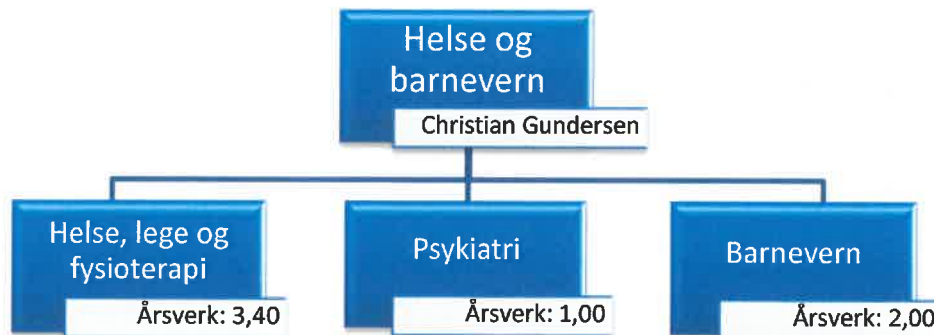 Helse og
barnevern
Christian Gundersen
Helse, lege og
fysioterapi
Årsverk: 3,40
Psykiatri
Årsverk: 1,00
Barnevern
Årsverk: 2,00